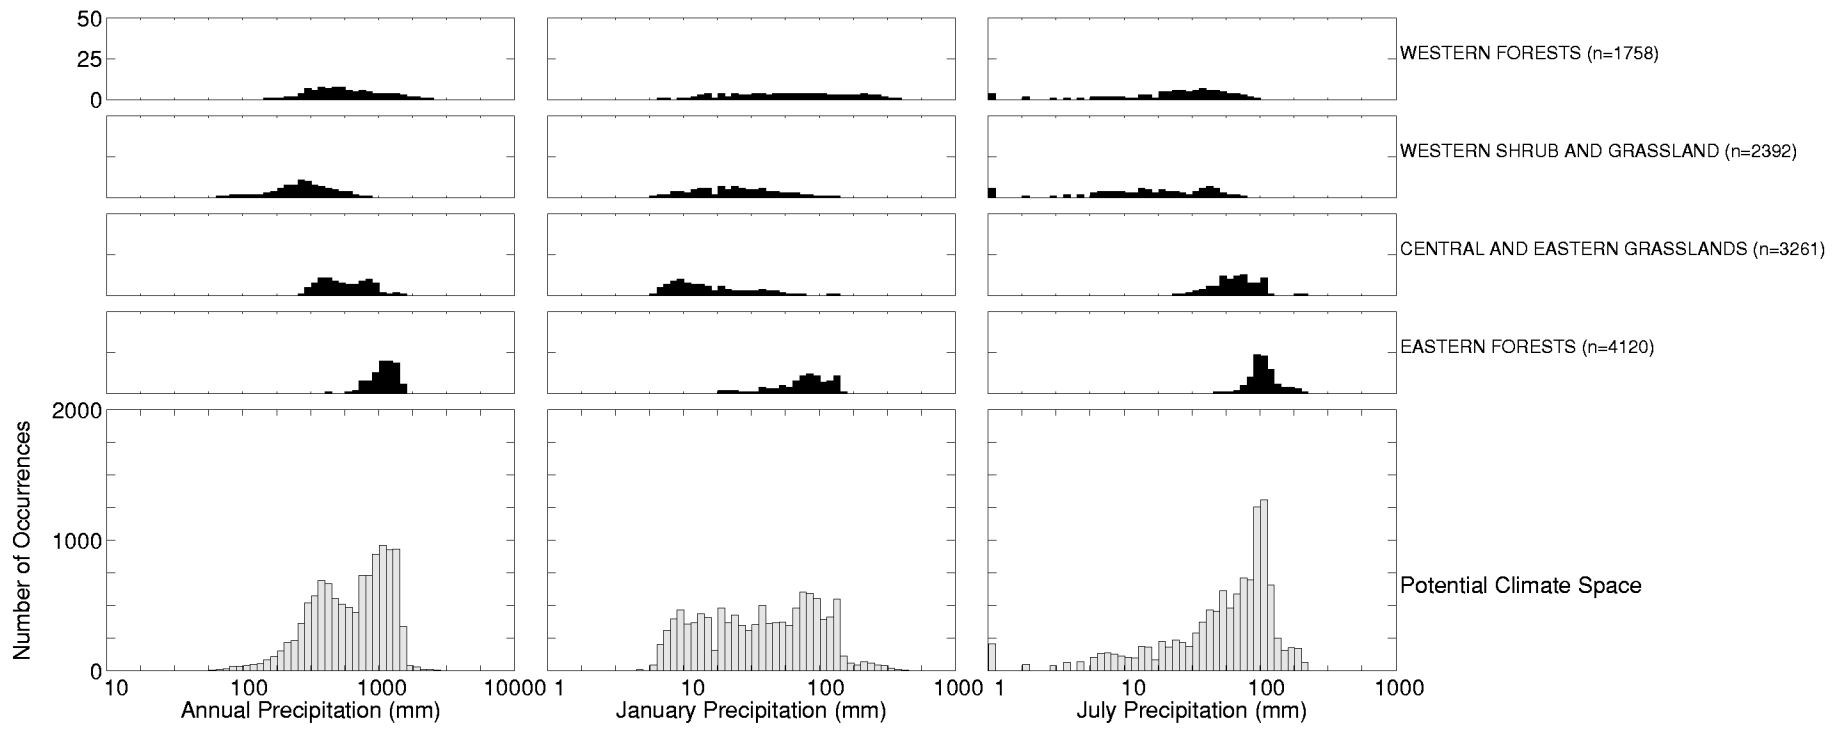 50
25
0
WESTERN FORESTS (n=1758)
WESTERN SHRUB AND GRASSLAND (n=2392)
CENTRAL AND EASTERN GRASSLANDS (n=3261)
EASTERN FORESTS (n=4120)
2000
1000
0
Number of Occurrences
Potential Climate Space
10 100 1000 10000 1 10 100 1000 1 10 100 1000
Annual Precipitation (mm) January Precipitation (mm) July Precipitation (mm)